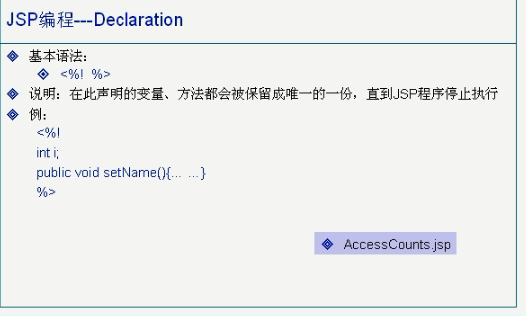 JSP编程---Declaration
基本语法：
<%! %>
说明：在此声明的变量、方法都会被保留成唯一的一份，直到JSP程序停止执行
例：
<%!
int i;
public void setName(){... ...}
%>
AccessCounts.jsp